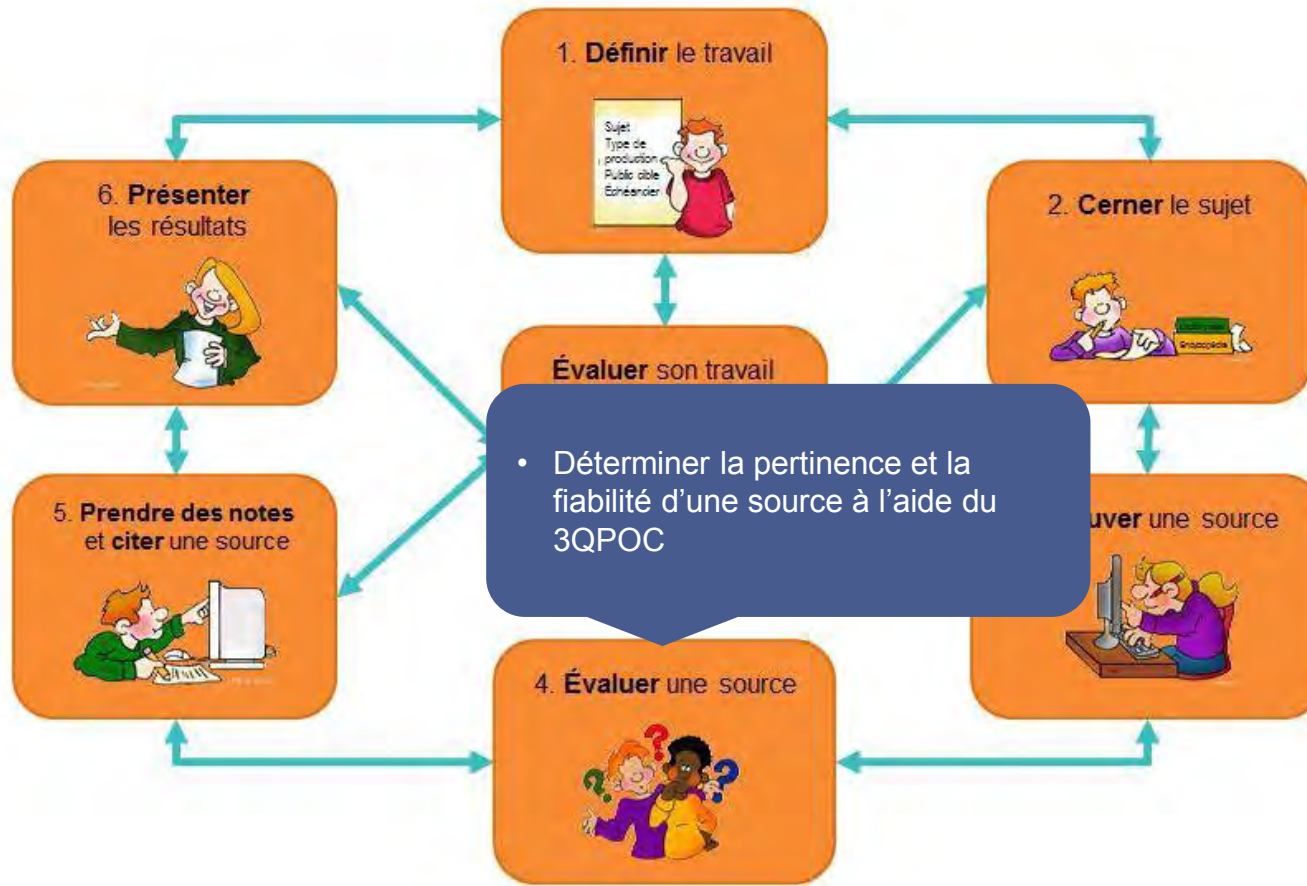 1. Définir le travail
Sujet
Type de
production
Public cible
Échéancier
6. Présenter
les résultats
2. Cerner le sujet
Encyclopédie
Évaluer son travail
• Déterminer la pertinence et la
fiabilité d’une source à l’aide du
3QPOC
5. Prendre des notes
et citer une source
uver une source
4. Évaluer une source